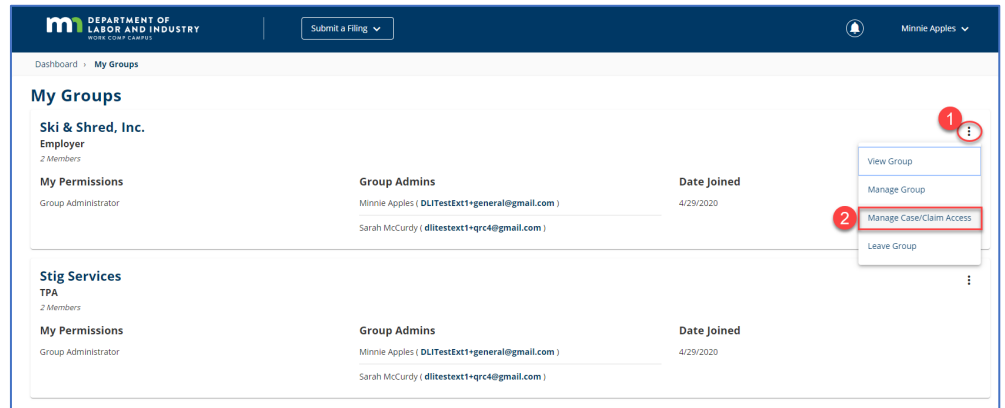 DEPARTMENT OF
LABOR AND INDUSTRY
WORK COMP CAMPUS
Submit a Filing
Minnie Apples
Dashboard › My Groups
My Groups
Ski & Shred, Inc.
Employer
2 Members
1
View Group
Manage Group
2 Manage Case/Claim Access
Leave Group
My Permissions Group Admins Date Joined
Group Administrator Minnie Apples ( DLITestExt1+general@gmail.com ) 4/29/2020
Sarah McCurdy ( dlitestext1+qrc4@gmail.com )
Stig Services
TPA
2 Members
My Permissions Group Admins Date Joined
Group Administrator Minnie Apples ( DLITestExt1+general@gmail.com ) 4/29/2020
Sarah McCurdy ( dlitestext1+qrc4@gmail.com )